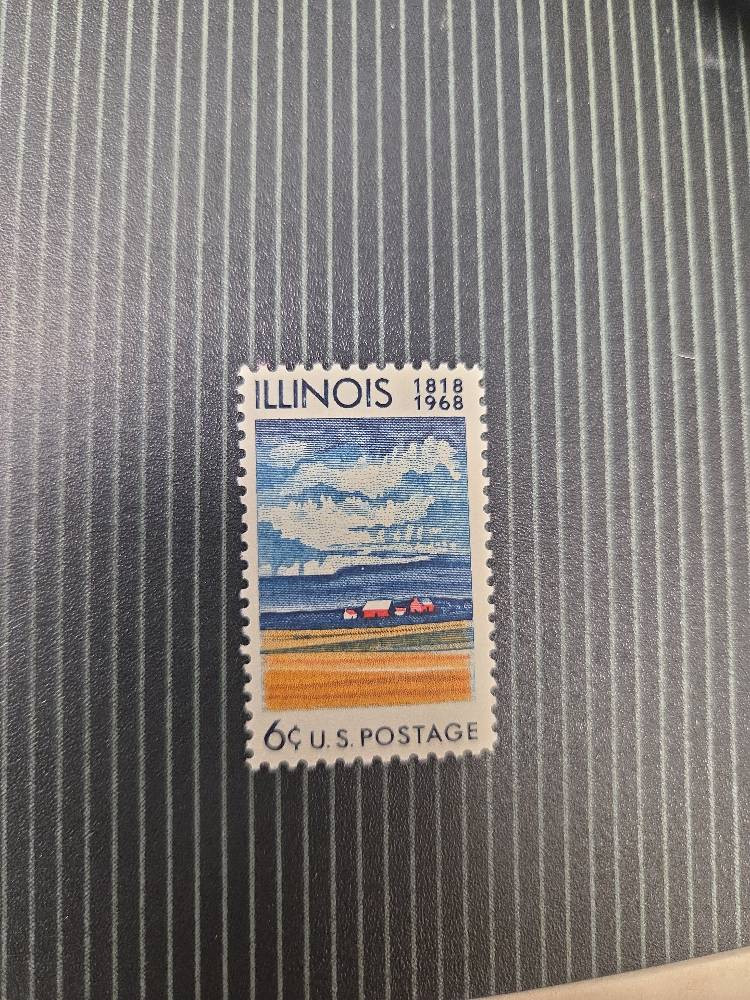 ILLINOIS 1818
1968
6¢ U.S. POSTAGE